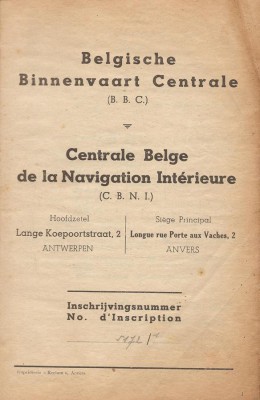 Belgische
Binnenvaart Centrale
(B. B. C.)
Centrale Belge
de la Navigation Intérieure
(C. B. N. I.)
Hoofdzetel
Lange Koepoortstraat, 2
ANTWERPEN
Siège Principal
Longue rue Porte aux Vaches, 2
ANVERS
Inschrijvingsnummer
No. d'Inscription